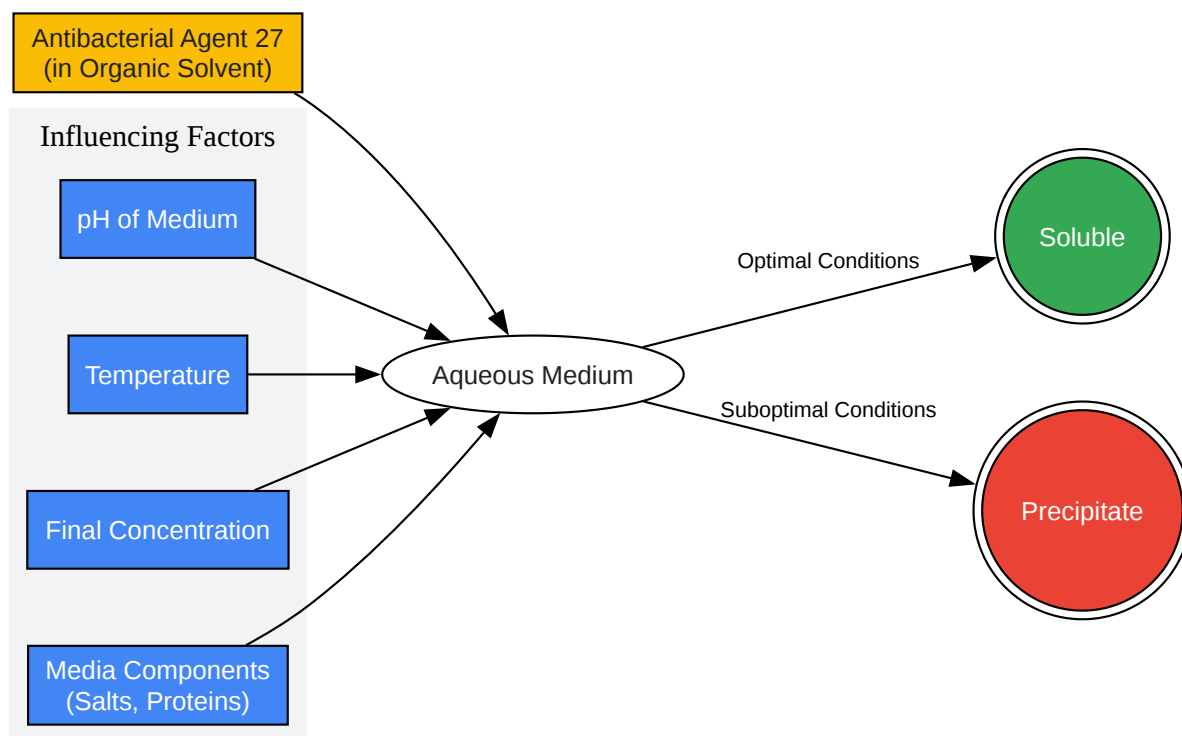 Antibacterial Agent 27
(in Organic Solvent)
Influencing Factors
pH of Medium
Temperature
Final Concentration
Media Components
(Salts, Proteins)
Aqueous Medium
Optimal Conditions
Suboptimal Conditions
Soluble
Precipitate